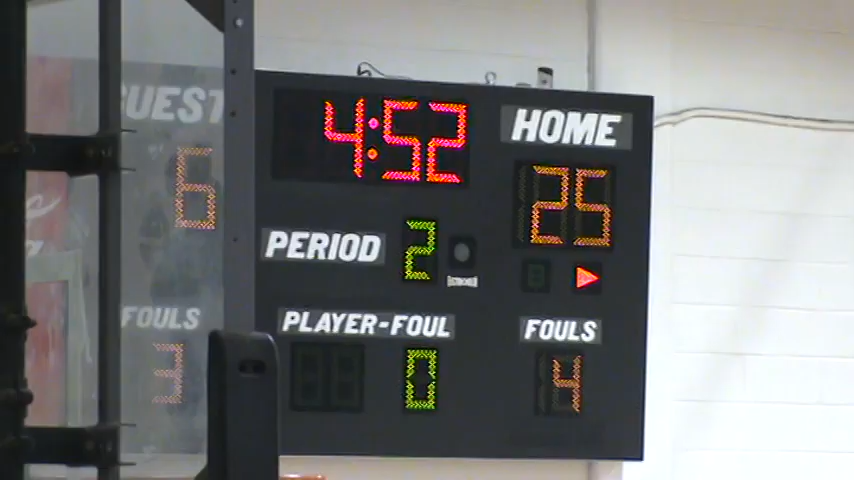 GUEST 4:52 HOME
6 25
PERIOD 2
FOULS PLAYER-FOUL FOULS
3 0 4